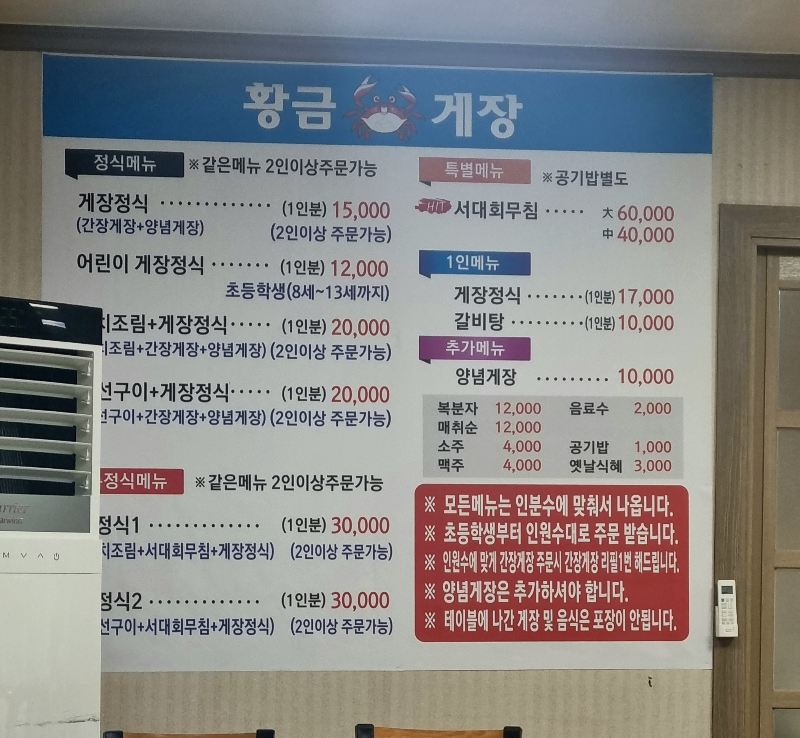 황금 게장
정식메뉴 ※같은메뉴 2인이상주문가능
게장정식 ············· (1인분) 15,000
(간장게장+양념게장) (2인이상 주문가능)
어린이 게장정식 ······· (1인분) 12,000
초등학생(8세~13세까지)
치조림+게장정식····· (1인분) 20,000
치조림+간장게장+양념게장) (2인이상 주문가능)
선구이+게장정식····· (1인분) 20,000
선구이+간장게장+양념게장) (2인이상 주문가능)
정식메뉴 ※같은메뉴 2인이상주문가능
정식1 ············· (1인분) 30,000
치조림+서대회무침+게장정식) (2인이상 주문가능)
정식2 ············· (1인분) 30,000
선구이+서대회무침+게장정식) (2인이상 주문가능)
특별메뉴 ※공기밥별도
HIT 서대회무침 ····· 大 60,000
中 40,000
1인메뉴
게장정식 ·······(1인분) 17,000
갈비탕 ·········(1인분) 10,000
추가메뉴
양념게장 ········· 10,000
복분자 12,000 음료수 2,000
매취순 12,000
소주 4,000 공기밥 1,000
맥주 4,000 옛날식혜 3,000
※ 모든메뉴는 인분수에 맞춰서 나옵니다.
※ 초등학생부터 인원수대로 주문 받습니다.
※ 인원수에 맞게 간장게장 주문시 간장게장 리필1번 해드립니다.
※ 양념게장은 추가하셔야 합니다.
※ 테이블에 나간 게장 및 음식은 포장이 안됩니다.